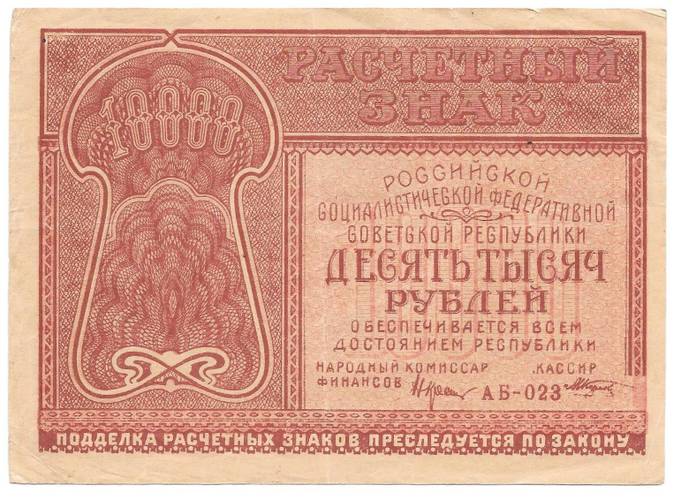 10000
РАСЧЕТНЫЙ
ЗНАК
РОССИЙСКОЙ
СОЦИАЛИСТИЧЕСКОЙ ФЕДЕРАТИВНОЙ
СОВЕТСКОЙ РЕСПУБЛИКИ
ДЕСЯТЬ ТЫСЯЧ
РУБЛЕЙ
ОБЕСПЕЧИВАЕТСЯ ВСЕМ
ДОСТОЯНИЕМ РЕСПУБЛИКИ
НАРОДНЫЙ КОМИССАР КАССИР
ФИНАНСОВ АБ-023
ПОДДЕЛКА РАСЧЕТНЫХ ЗНАКОВ ПРЕСЛЕДУЕТСЯ ПО ЗАКОНУ